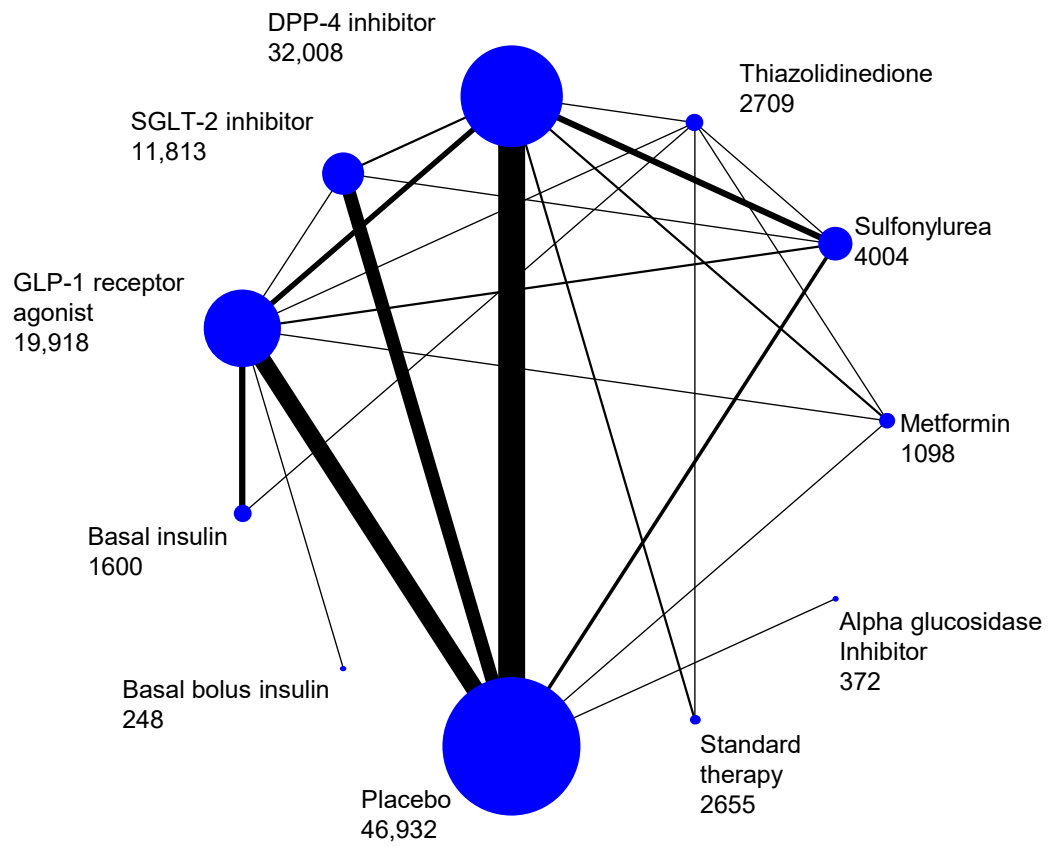 DPP-4 inhibitor
32,008
Thiazolidinedione
2709
SGLT-2 inhibitor
11,813
Sulfonylurea
4004
GLP-1 receptor
agonist
19,918
Metformin
1098
Basal insulin
1600
Alpha glucosidase
Inhibitor
372
Basal bolus insulin
248
Standard
therapy
2655
Placebo
46,932